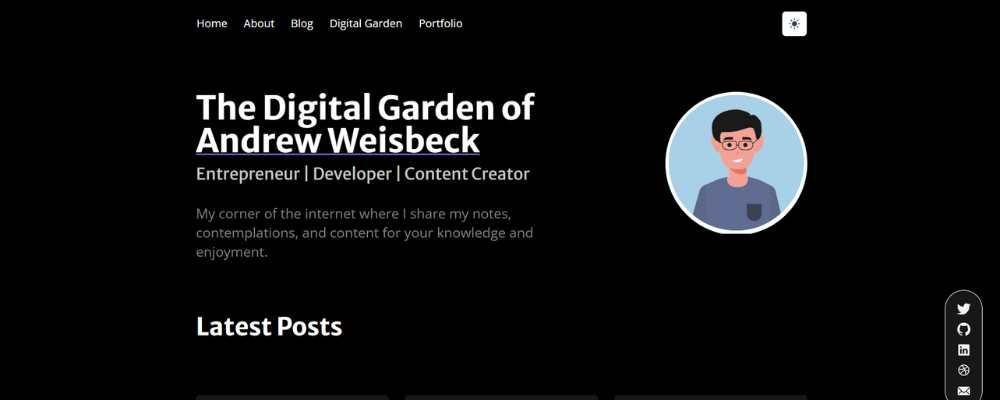 Home About Blog Digital Garden Portfolio
The Digital Garden of
Andrew Weisbeck
Entrepreneur | Developer | Content Creator
My corner of the internet where I share my notes,
contemplations, and content for your knowledge and
enjoyment.
Latest Posts